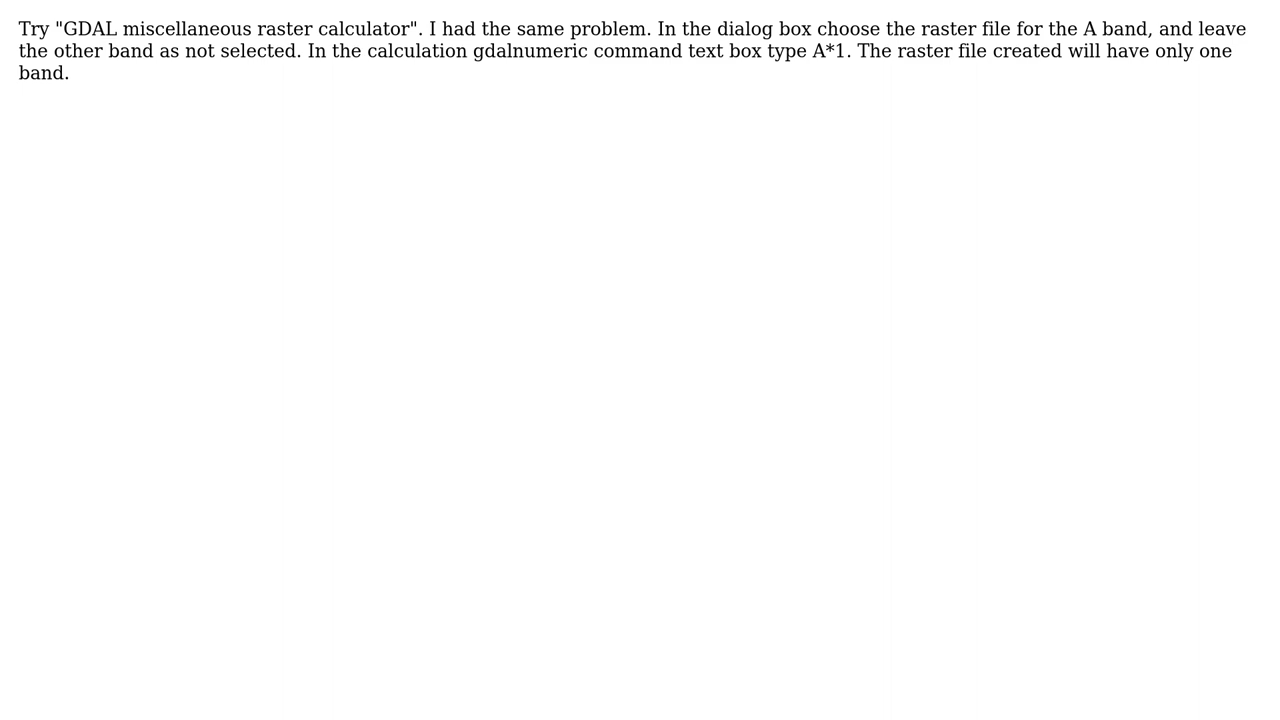 Try "GDAL miscellaneous raster calculator". I had the same problem. In the dialog box choose the raster file for the A band, and leave
the other band as not selected. In the calculation gdalnumeric command text box type A*1. The raster file created will have only one
band.